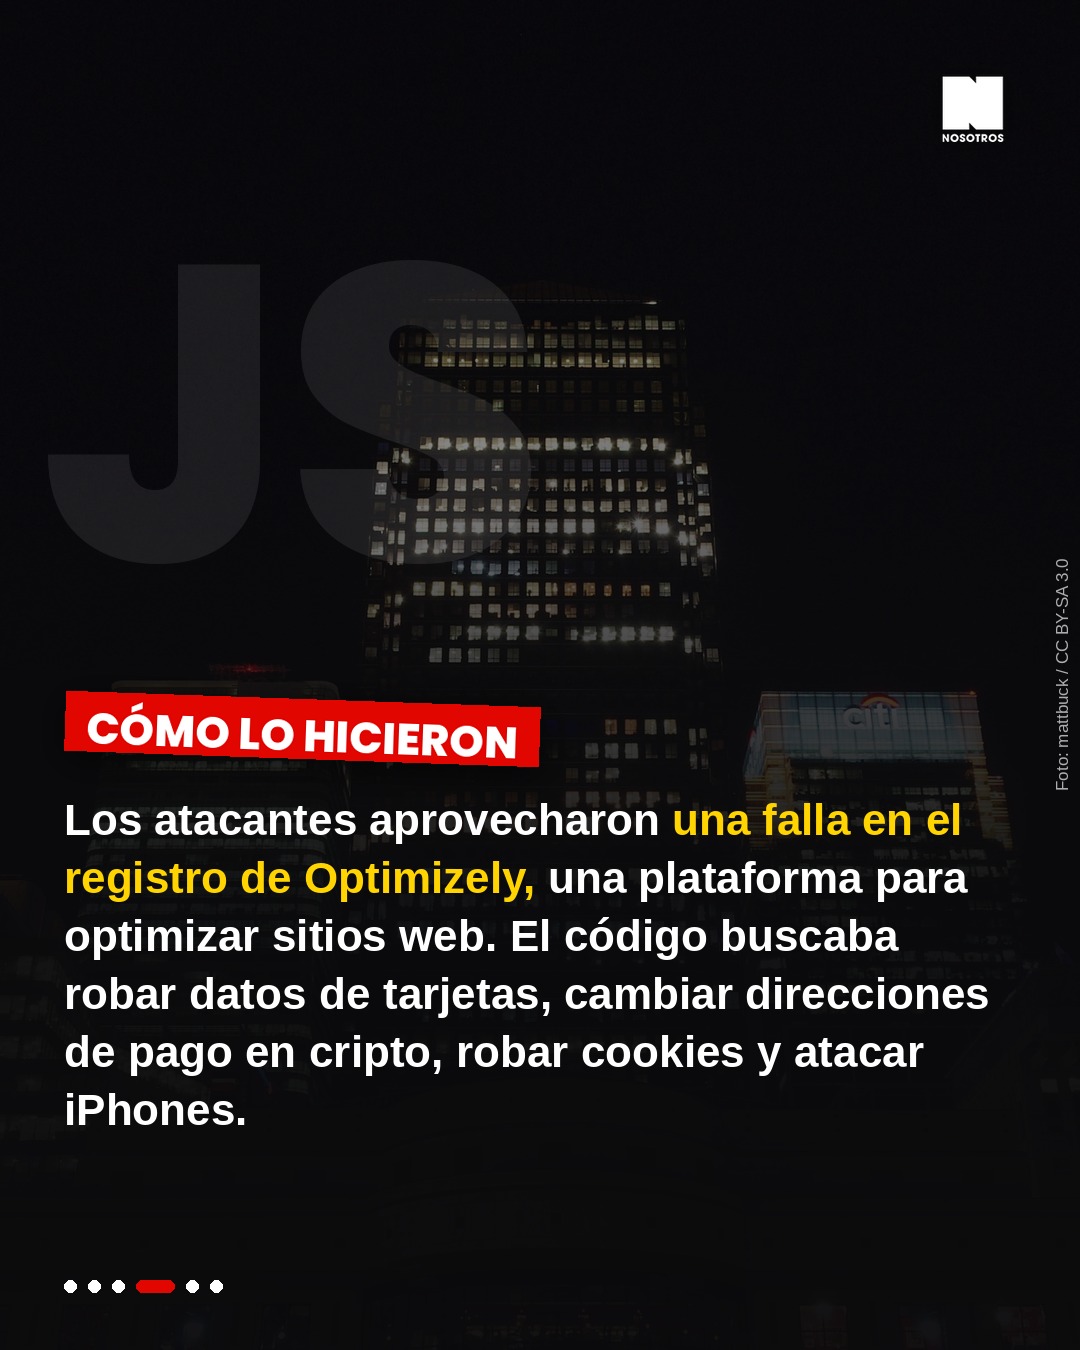 NOSOTROS
JS
citi
CÓMO LO HICIERON
Los atacantes aprovecharon una falla en el
registro de Optimizely, una plataforma para
optimizar sitios web. El código buscaba
robar datos de tarjetas, cambiar direcciones
de pago en cripto, robar cookies y atacar
iPhones.
Foto: mattbuck / CC BY-SA 3.0